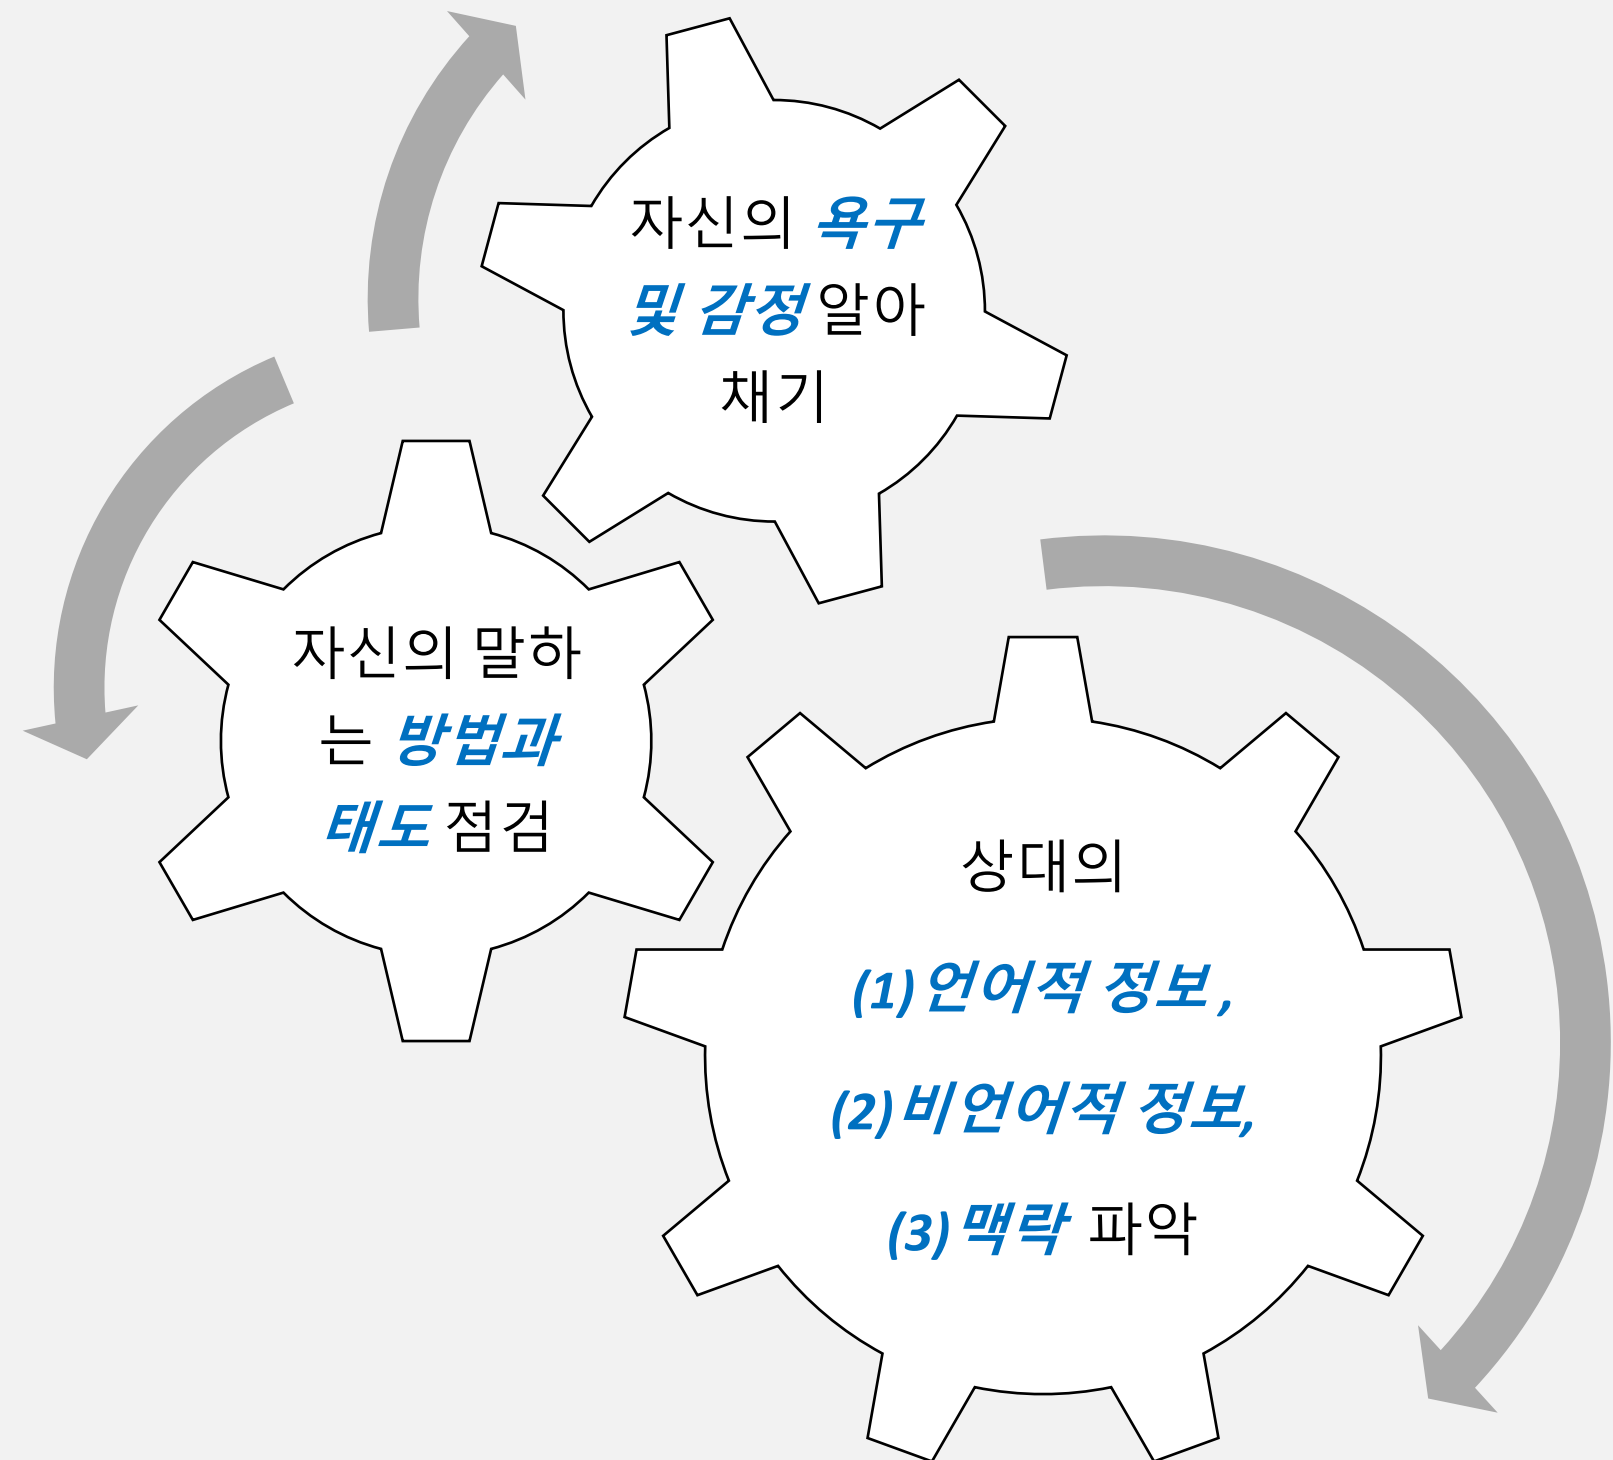 자신의 욕구
및 감정 알아
채기
자신의 말하
는 방법과
태도 점검
상대의
(1) 언어적 정보,
(2) 비언어적 정보,
(3) 맥락 파악